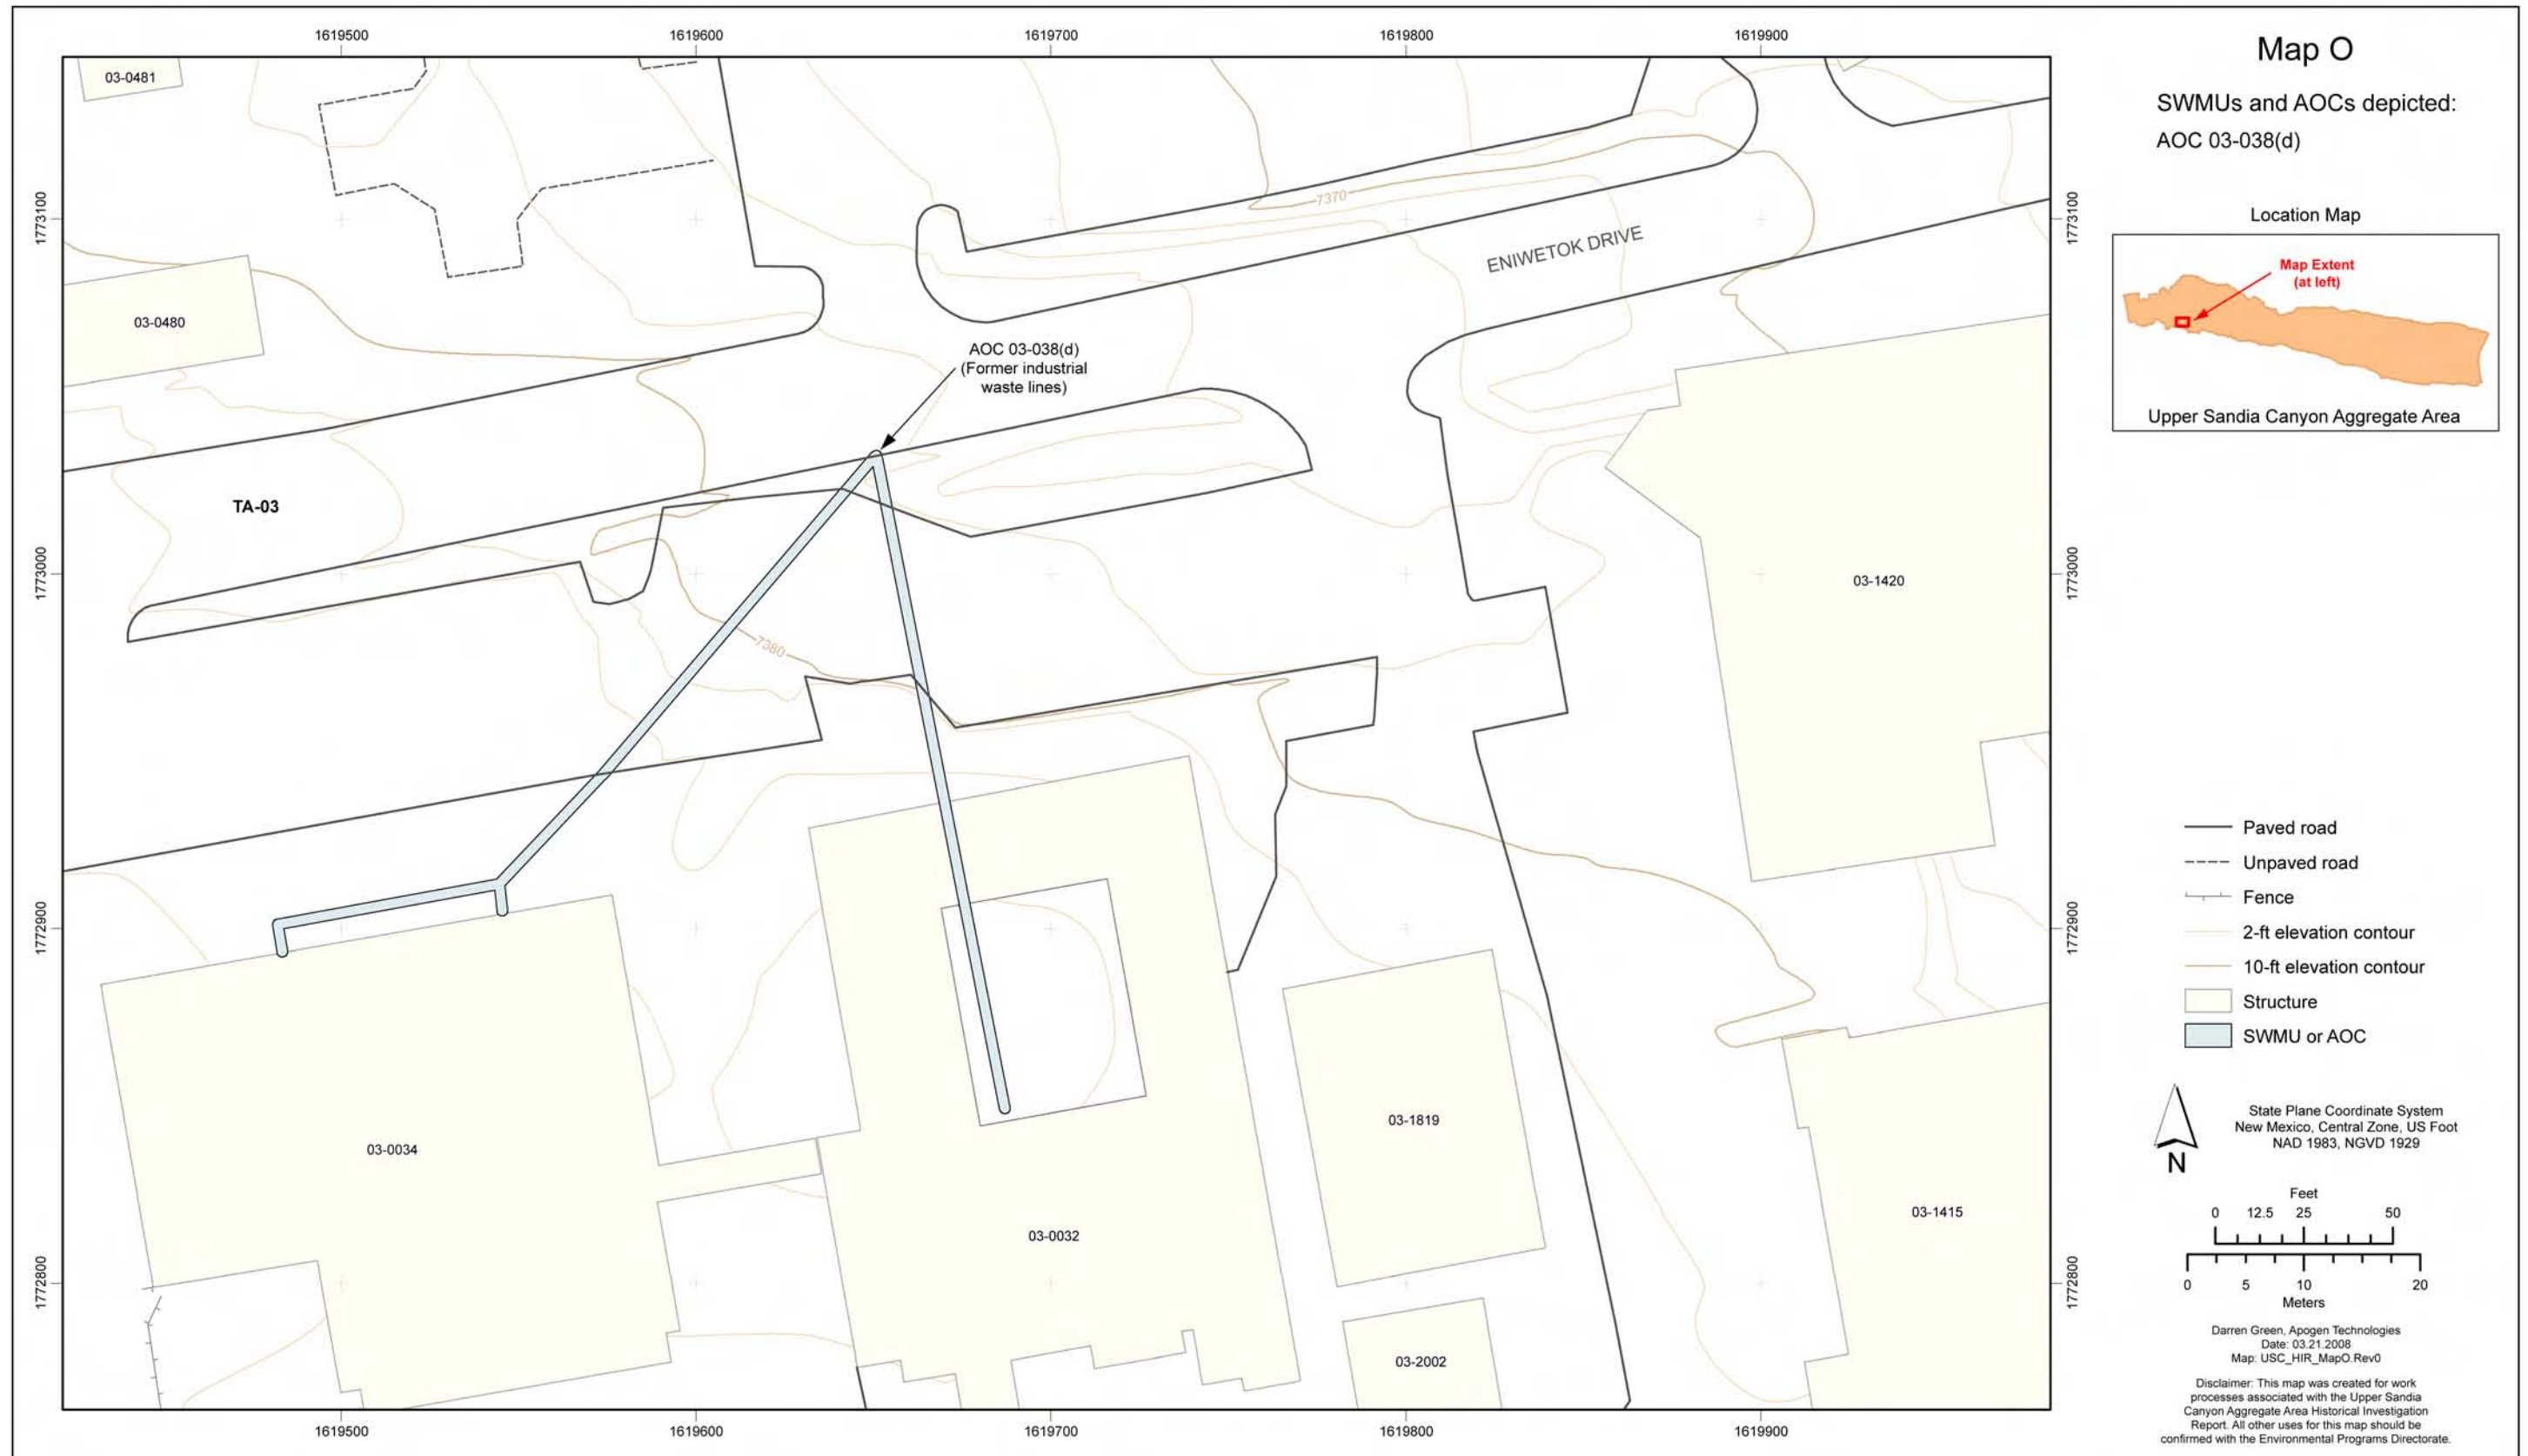 1619500
1619600
1619700
1619800
1619900
Map O
SWMUs and AOCs depicted:
AOC 03-038(d)
Location Map
Map Extent
(at left)
Upper Sandia Canyon Aggregate Area
03-0481
1773100
1773100
7370
ENIWETOK DRIVE
03-0480
AOC 03-038(d)
(Former industrial
waste lines)
TA-03
1773000
1773000
03-1420
7380
Paved road
Unpaved road
Fence
2-ft elevation contour
10-ft elevation contour
Structure
SWMU or AOC
1772900
1772900
03-0034
03-0032
03-1819
03-1415
03-2002
1772800
1772800
N
State Plane Coordinate System
New Mexico, Central Zone, US Foot
NAD 1983, NGVD 1929
Feet
0 12.5 25 50
0 5 10 20
Meters
Darren Green, Apogen Technologies
Date: 03.21.2008
Map: USC_HIR_MapO.Rev0
Disclaimer: This map was created for work
processes associated with the Upper Sandia
Canyon Aggregate Area Historical Investigation
Report. All other uses for this map should be
confirmed with the Environmental Programs Directorate.
1619500
1619600
1619700
1619800
1619900